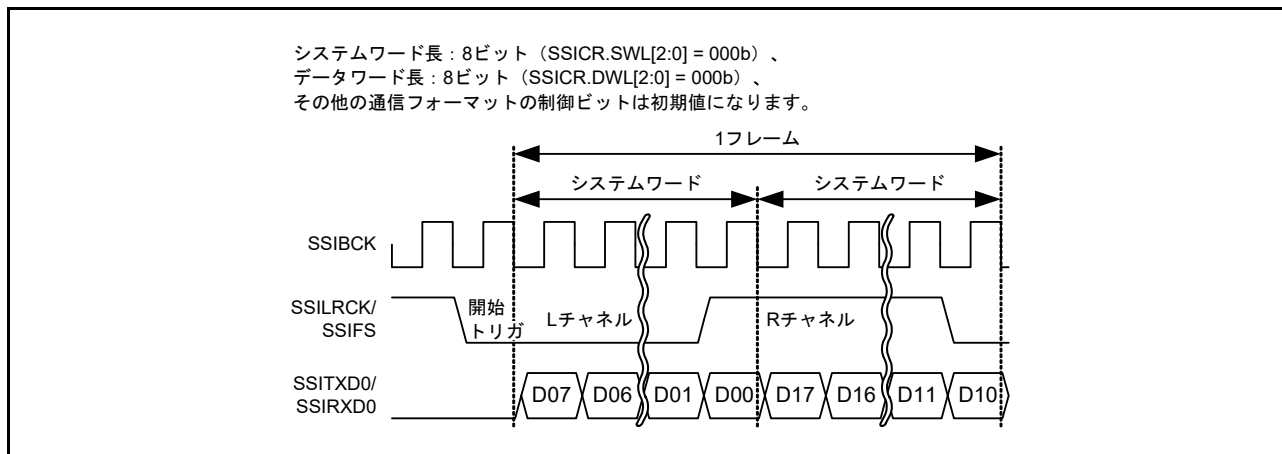 システムワード長：8ビット（SSICR.SWL[2:0] = 000b）、
データワード長：8ビット（SSICR.DWL[2:0] = 000b）、
その他の通信フォーマットの制御ビットは初期値になります。
1フレーム
システムワード システムワード
SSIBCK
SSILRCK/
SSIFS
開始
トリガ
Lチャネル
Rチャネル
SSITXD0/
SSIRXD0
D07 D06 D01 D00 D17 D16 D11 D10